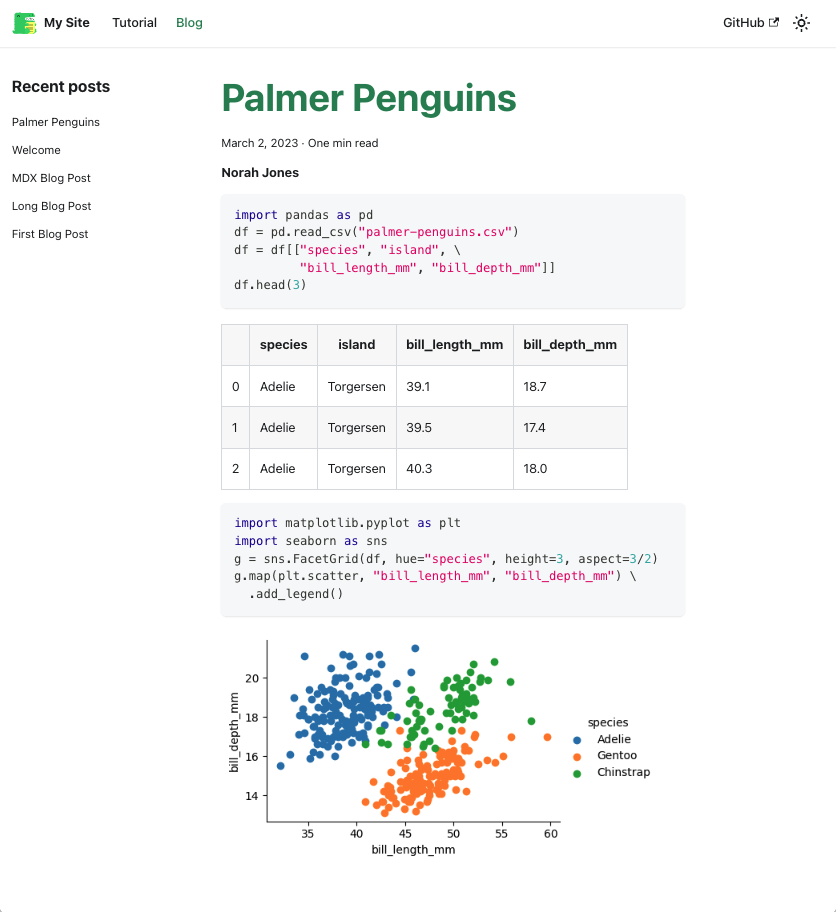 My Site Tutorial Blog GitHub
Recent posts
Palmer Penguins
Welcome
MDX Blog Post
Long Blog Post
First Blog Post
Palmer Penguins
March 2, 2023 · One min read
Norah Jones
import pandas as pd
df = pd.read_csv("palmer-penguins.csv")
df = df[["species", "island", \
"bill_length_mm", "bill_depth_mm"]]
df.head(3)
species island bill_length_mm bill_depth_mm
0 Adelie Torgersen 39.1 18.7
1 Adelie Torgersen 39.5 17.4
2 Adelie Torgersen 40.3 18.0
import matplotlib.pyplot as plt
import seaborn as sns
g = sns.FacetGrid(df, hue="species", height=3, aspect=3/2)
g.map(plt.scatter, "bill_length_mm", "bill_depth_mm") \
.add_legend()
bill_depth_mm
20
18
16
14
35 40 45 50 55 60
bill_length_mm
species
Adelie
Gentoo
Chinstrap